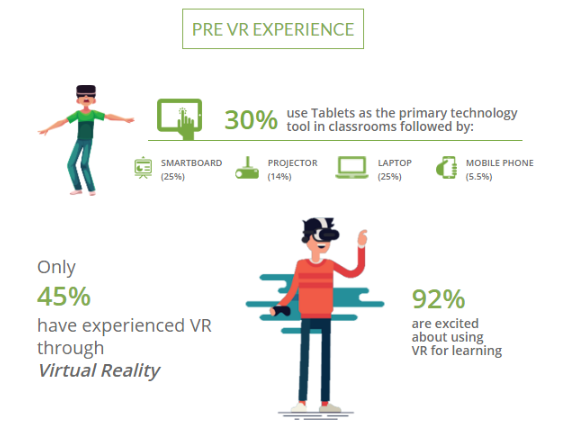 PRE VR EXPERIENCE
30% use Tablets as the primary technology
tool in classrooms followed by:
SMARTBOARD
(25%)
PROJECTOR
(14%)
LAPTOP
(25%)
MOBILE PHONE
(5.5%)
Only
45%
have experienced VR
through
Virtual Reality
92%
are excited
about using
VR for learning